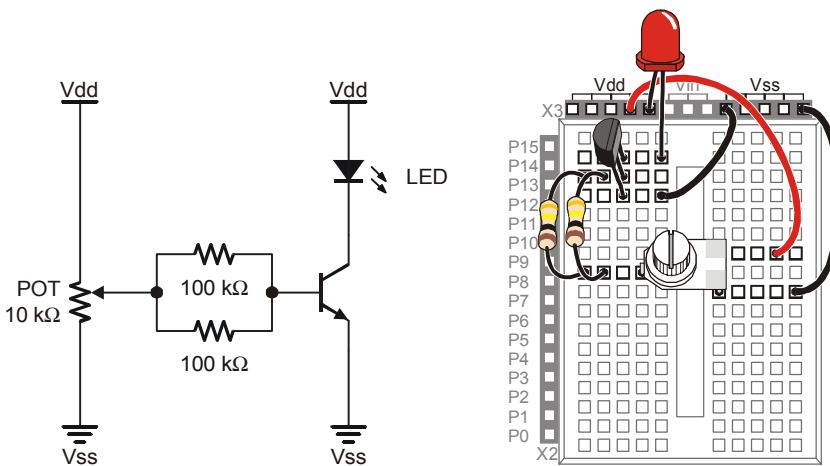 Vdd
Vdd
LED
POT
10 kΩ
100 kΩ
100 kΩ
Vss
Vss
Vdd
Vin
Vss
X3
P15
P14
P13
P12
P11
P10
P9
P8
P7
P6
P5
P4
P3
P2
P1
P0
X2